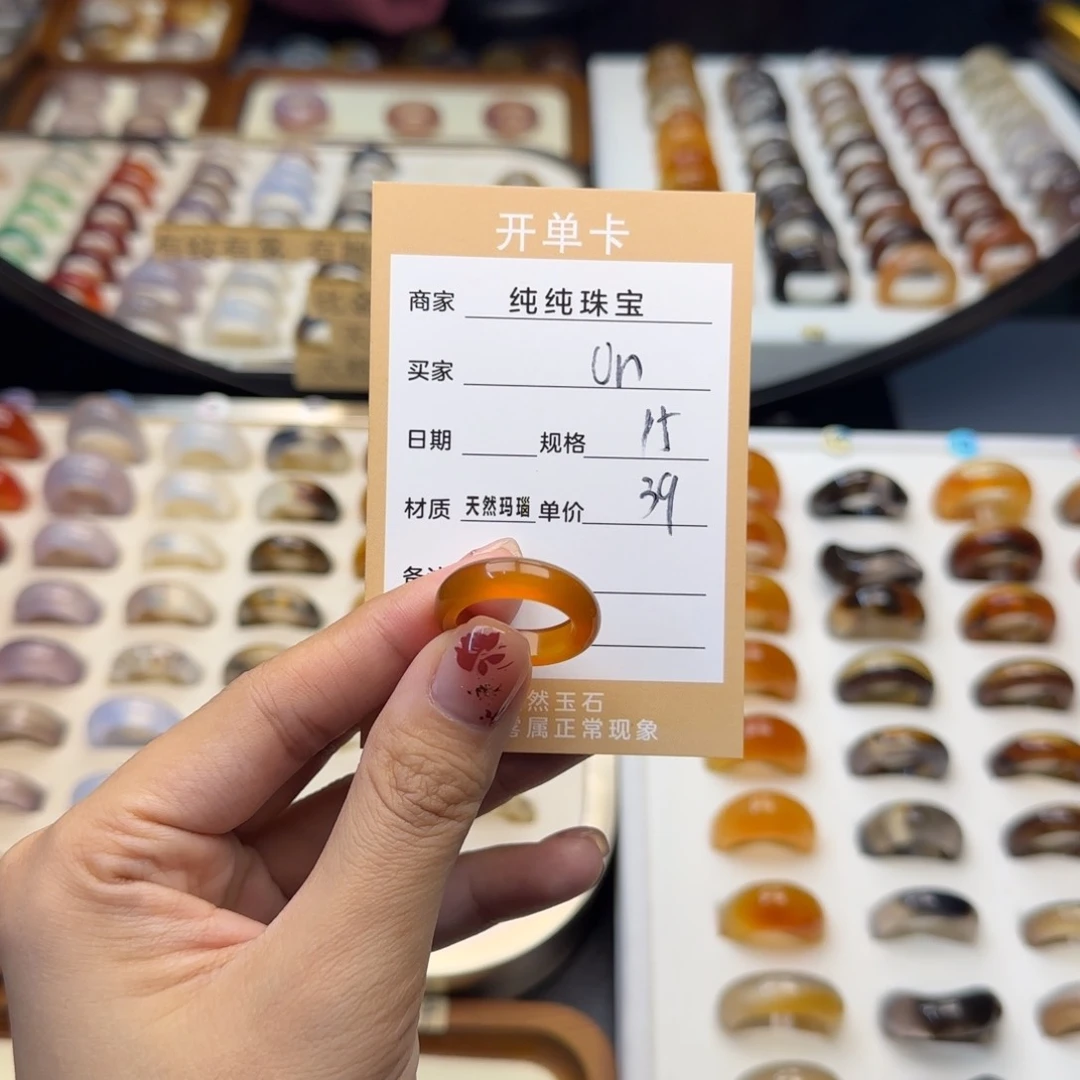 开单卡
商家 纯纯珠宝
买家 Un
日期 规格 15
材质 天然玛瑙 单价 39
然玉石
属正常现象